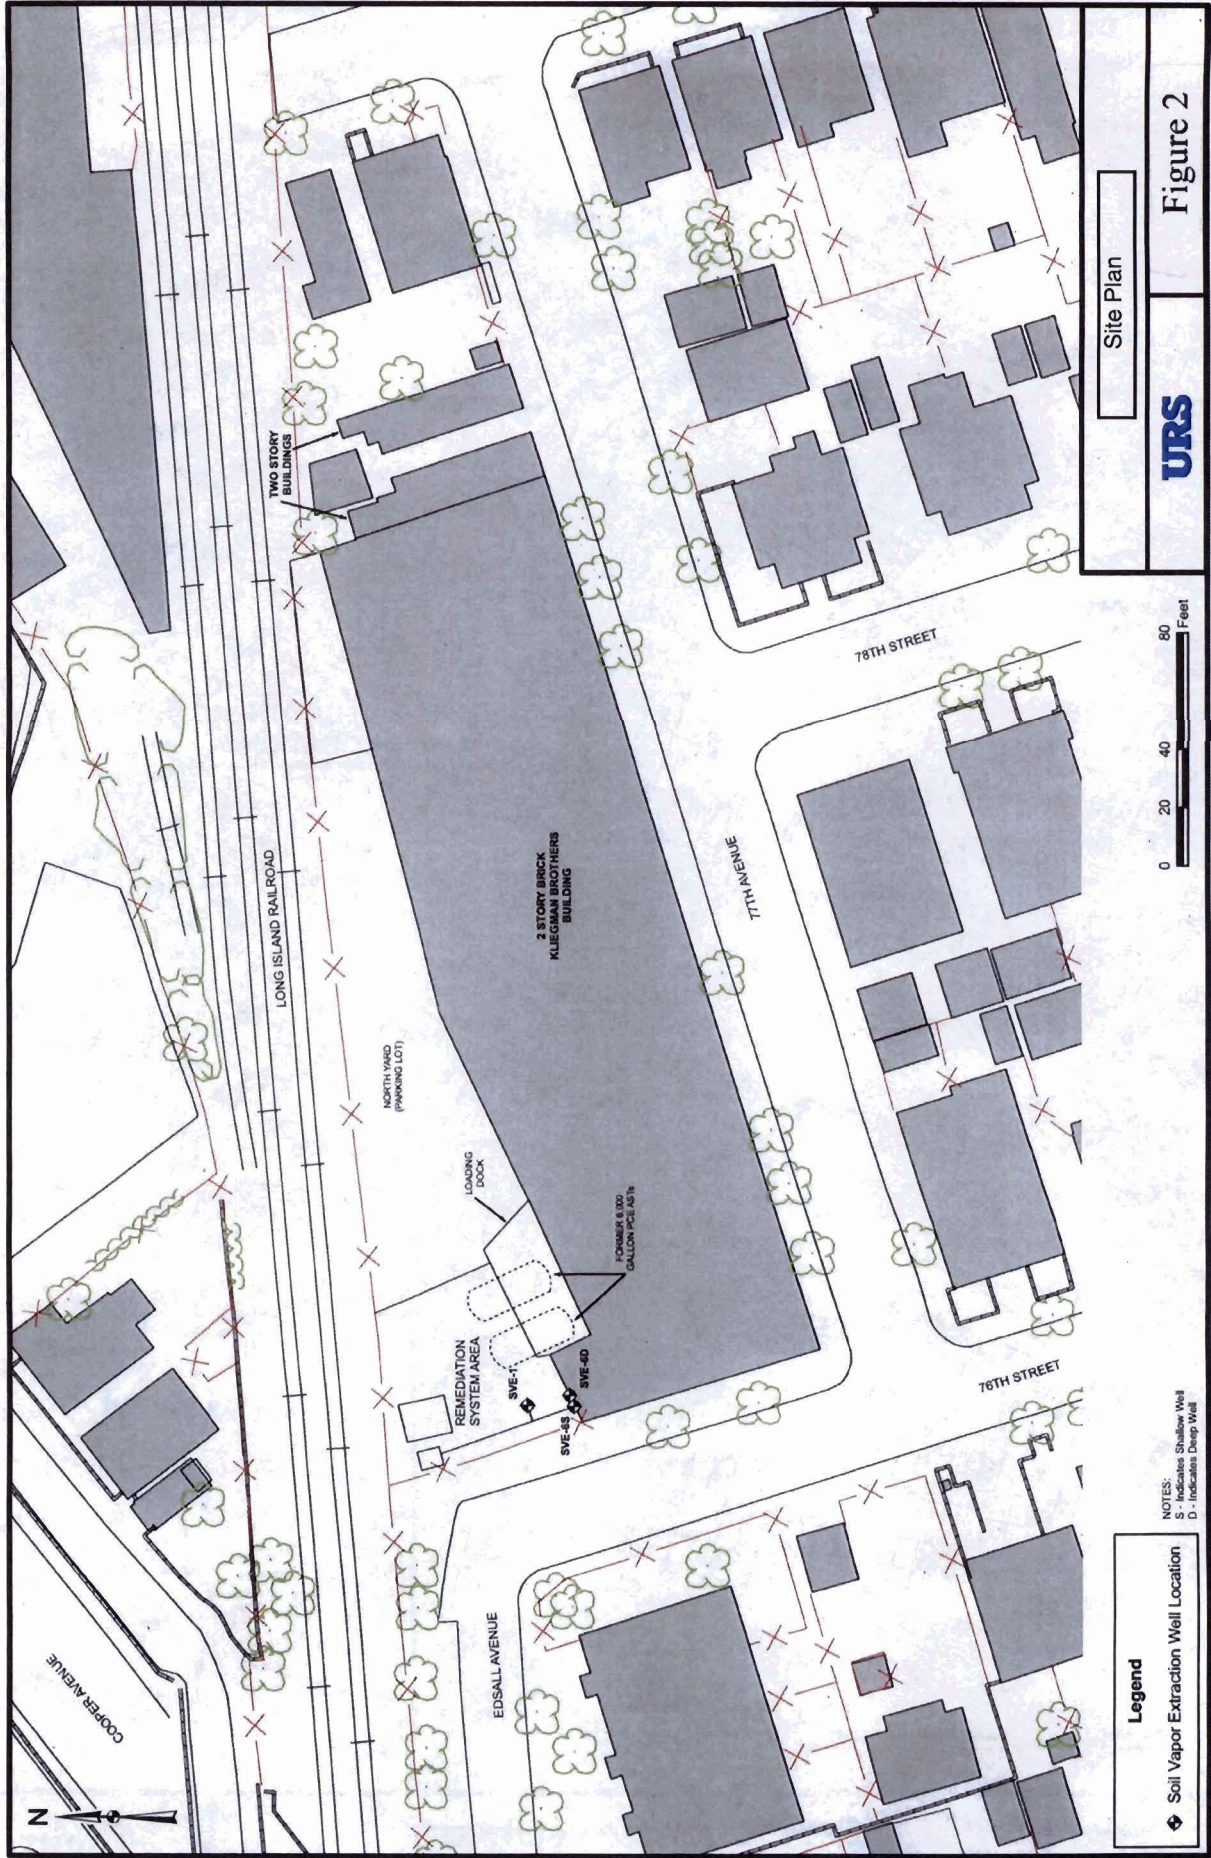 N
COOPER AVENUE
LONG ISLAND RAILROAD
TWO STORY
BUILDINGS
NORTH YARD
(PARKING LOT)
LOADING
DOCK
2 STORY BRICK
KLIEGMAN BROTHERS
BUILDING
FORMER 6,000
GALLON PCE ASTs
REMEDIATION
SYSTEM AREA
SVE-1
SVE-6D
SVE-6S
EDSALL AVENUE
77TH AVENUE
78TH STREET
76TH STREET
Legend
Soil Vapor Extraction Well Location
NOTES:
S - Indicates Shallow Well
D - Indicates Deep Well
0 20 40 80
Feet
Site Plan
URS
Figure 2